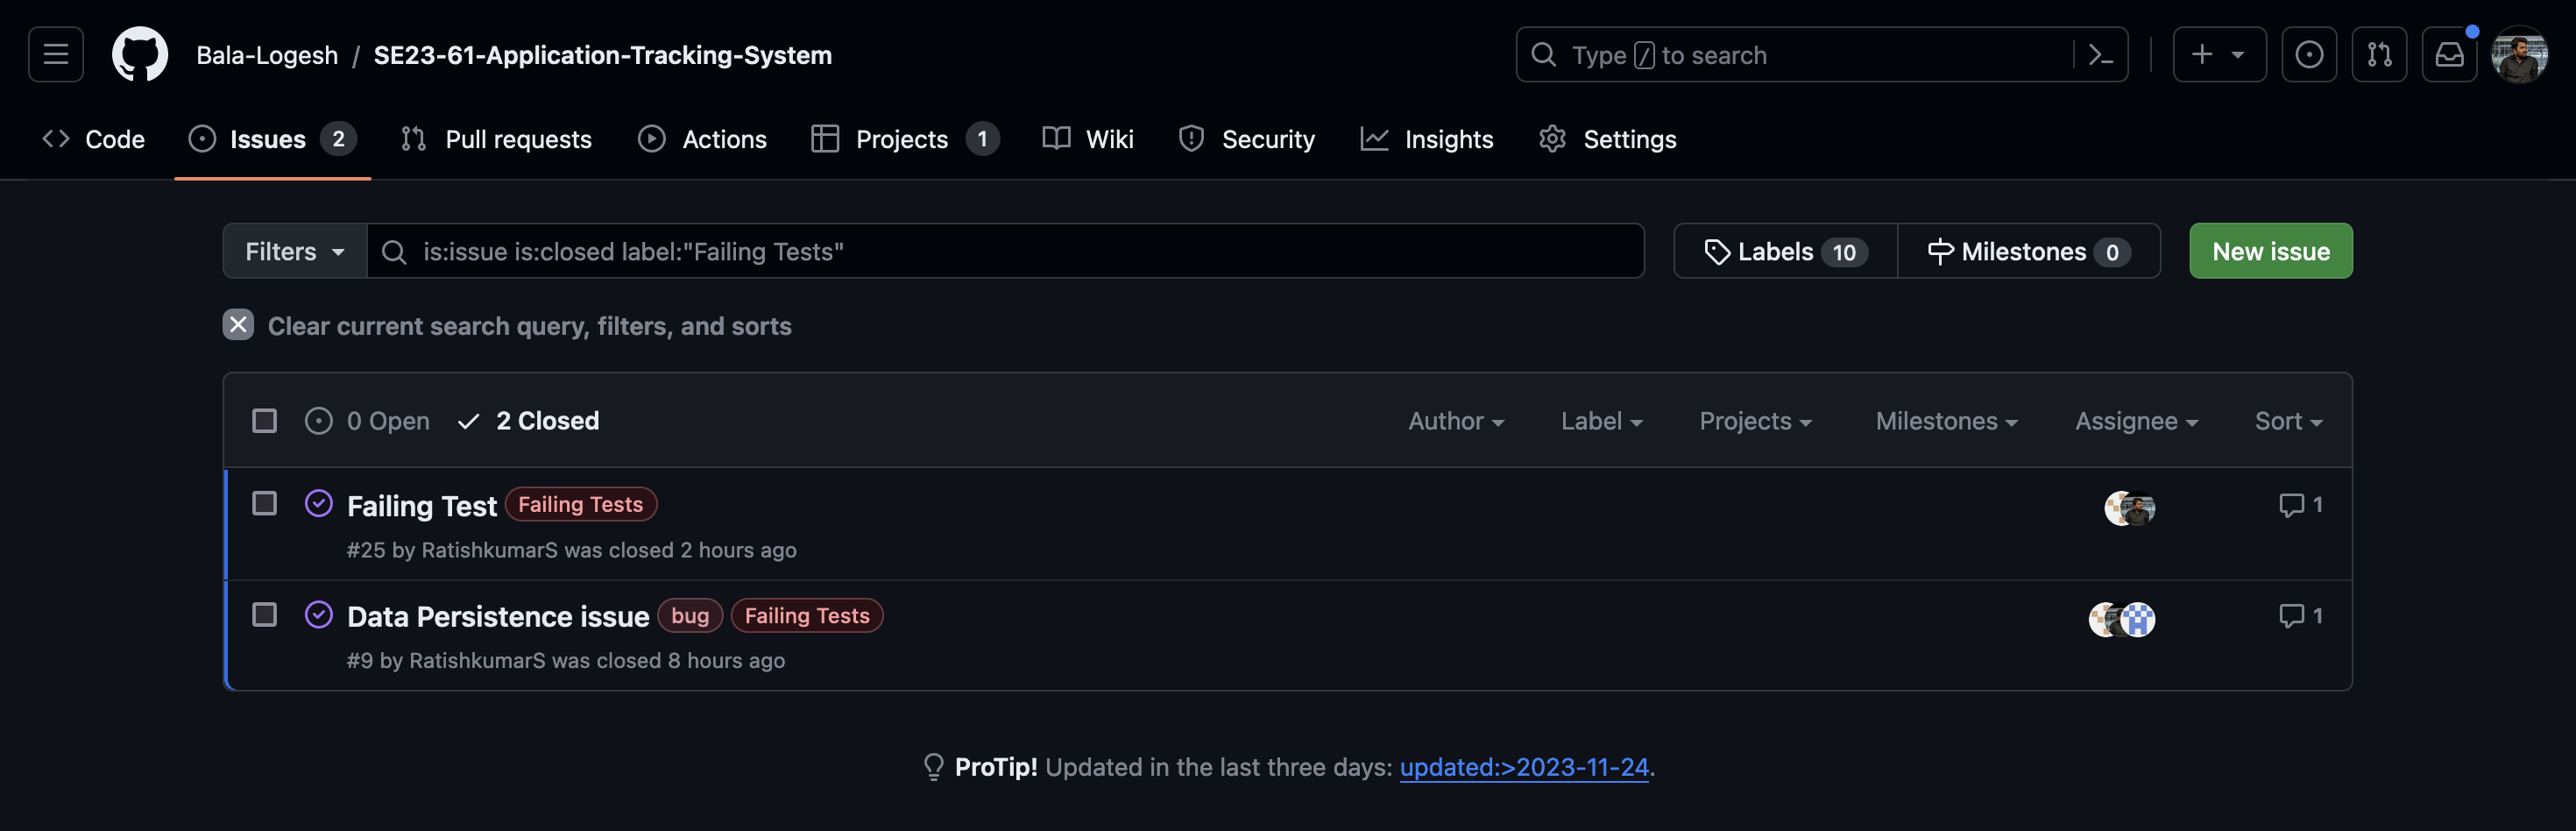 Bala-Logesh / SE23-61-Application-Tracking-System
Type / to search
Code Issues 2 Pull requests Actions Projects 1 Wiki Security Insights Settings
Filters is:issue is:closed label:"Failing Tests" Labels 10 Milestones 0 New issue
Clear current search query, filters, and sorts
0 Open 2 Closed Author Label Projects Milestones Assignee Sort
Failing Test Failing Tests 1
#25 by RatishkumarS was closed 2 hours ago
Data Persistence issue bug Failing Tests 1
#9 by RatishkumarS was closed 8 hours ago
ProTip! Updated in the last three days: updated:>2023-11-24.